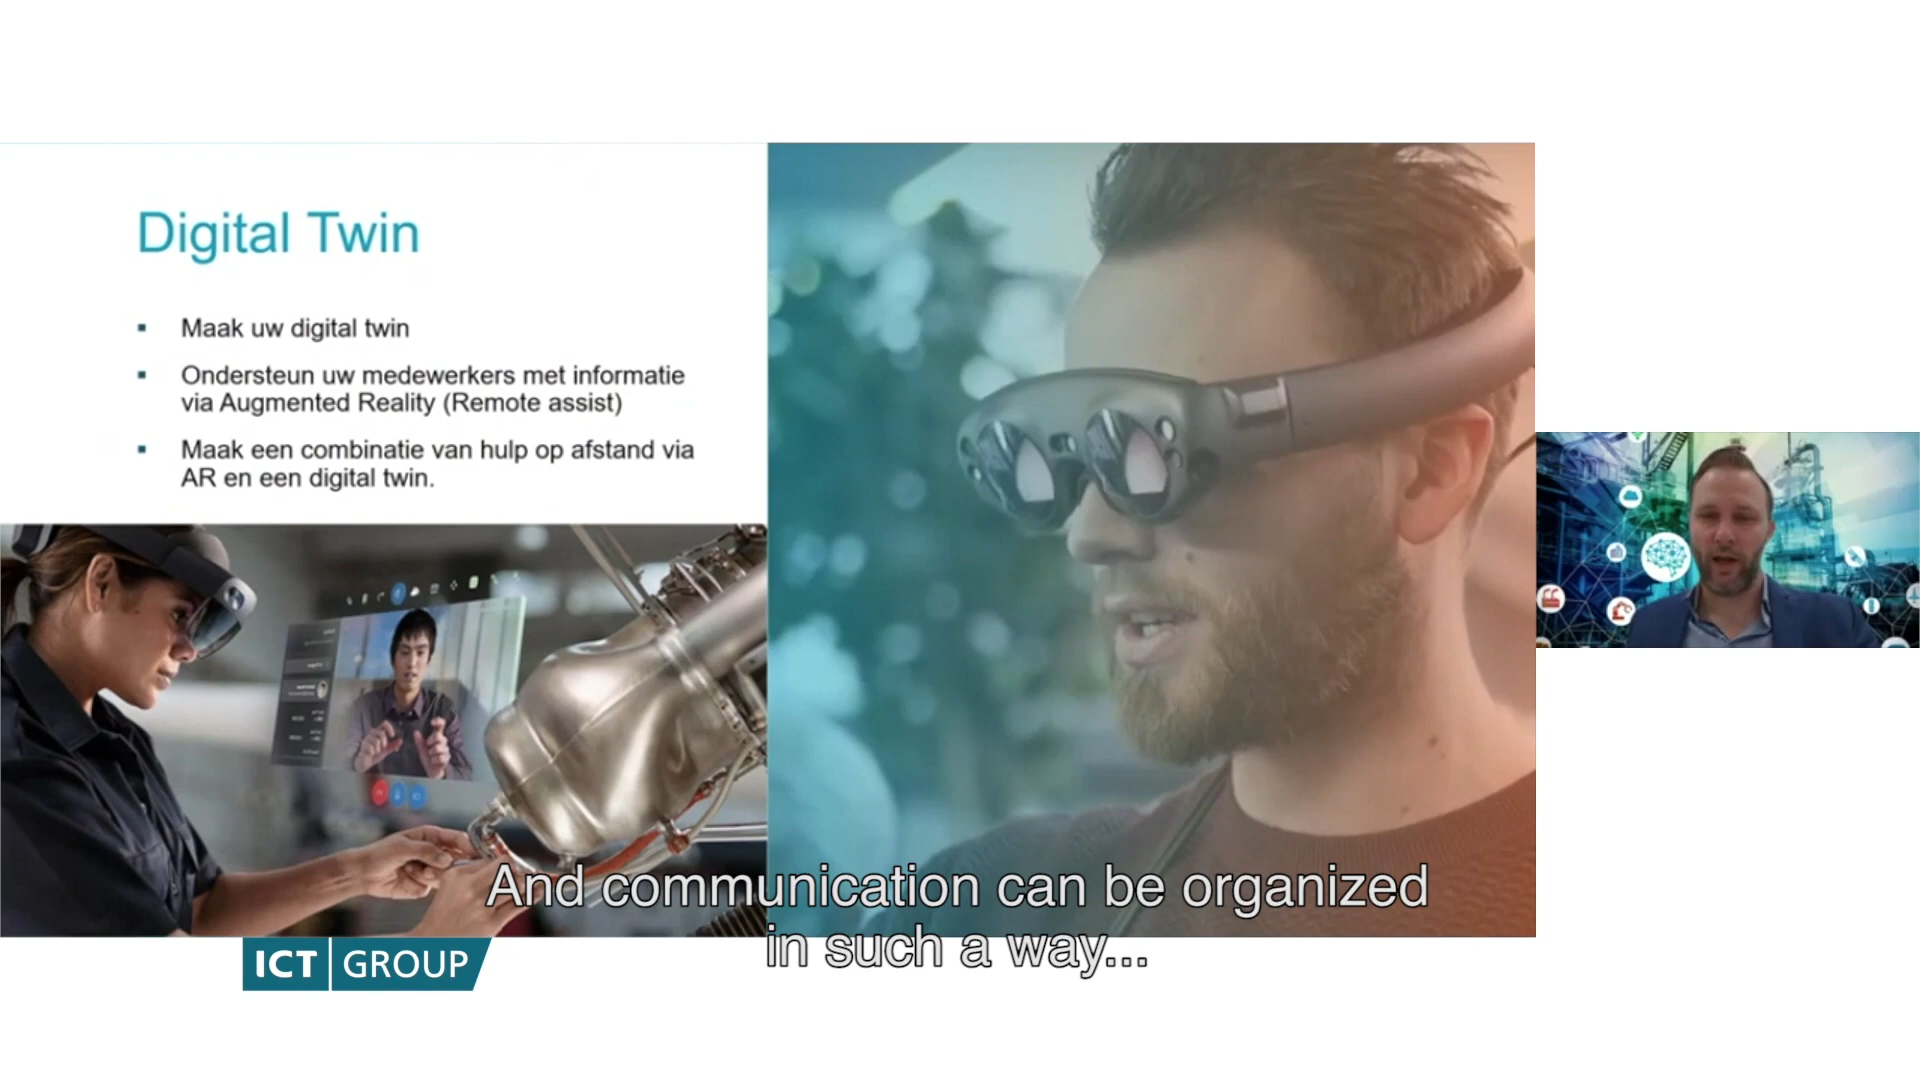 Digital Twin
▪ Maak uw digital twin
▪ Ondersteun uw medewerkers met informatie
via Augmented Reality (Remote assist)
▪ Maak een combinatie van hulp op afstand via
AR en een digital twin.
And communication can be organized
in such a way...
ICT GROUP